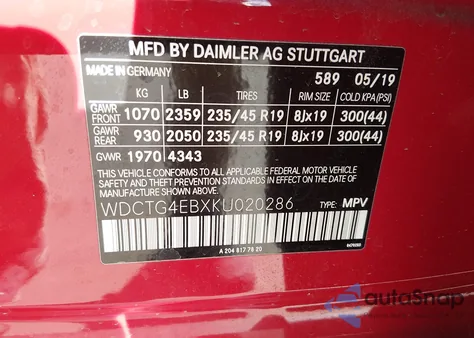 MFD BY DAIMLER AG STUTTGART
MADE IN GERMANY 589 05/19
KG LB TIRES RIM SIZE COLD KPA(PSI)
GAWR FRONT 1070 2359 235/45 R19 8Jx19 300(44)
GAWR REAR 930 2050 235/45 R19 8Jx19 300(44)
GWR 1970 4343
THIS VEHICLE CONFORMS TO ALL APPLICABLE FEDERAL MOTOR VEHICLE
SAFETY, BUMPER, AND THEFT PREVENTION STANDARDS IN EFFECT ON THE DATE OF
MANUFACTURE SHOWN ABOVE.
WDCTG4EBXKU020286 TYPE: MPV
A 204 817 78 20
autoSnap